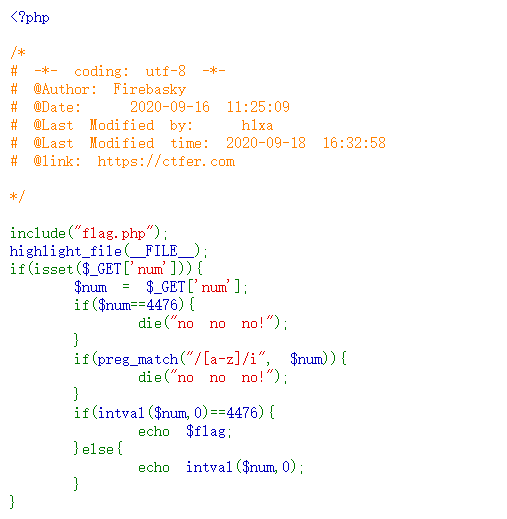 <?php
/*
# -*- coding: utf-8 -*-
# @Author: Firebasky
# @Date: 2020-09-16 11:25:09
# @Last Modified by: h1xa
# @Last Modified time: 2020-09-18 16:32:58
# @link: https://ctfer.com
*/
include("flag.php");
highlight_file(__FILE__);
if(isset($_GET['num'])){
$num = $_GET['num'];
if($num==4476){
die("no no no!");
}
if(preg_match("/[a-z]/i", $num)){
die("no no no!");
}
if(intval($num,0)==4476){
echo $flag;
}else{
echo intval($num,0);
}
}